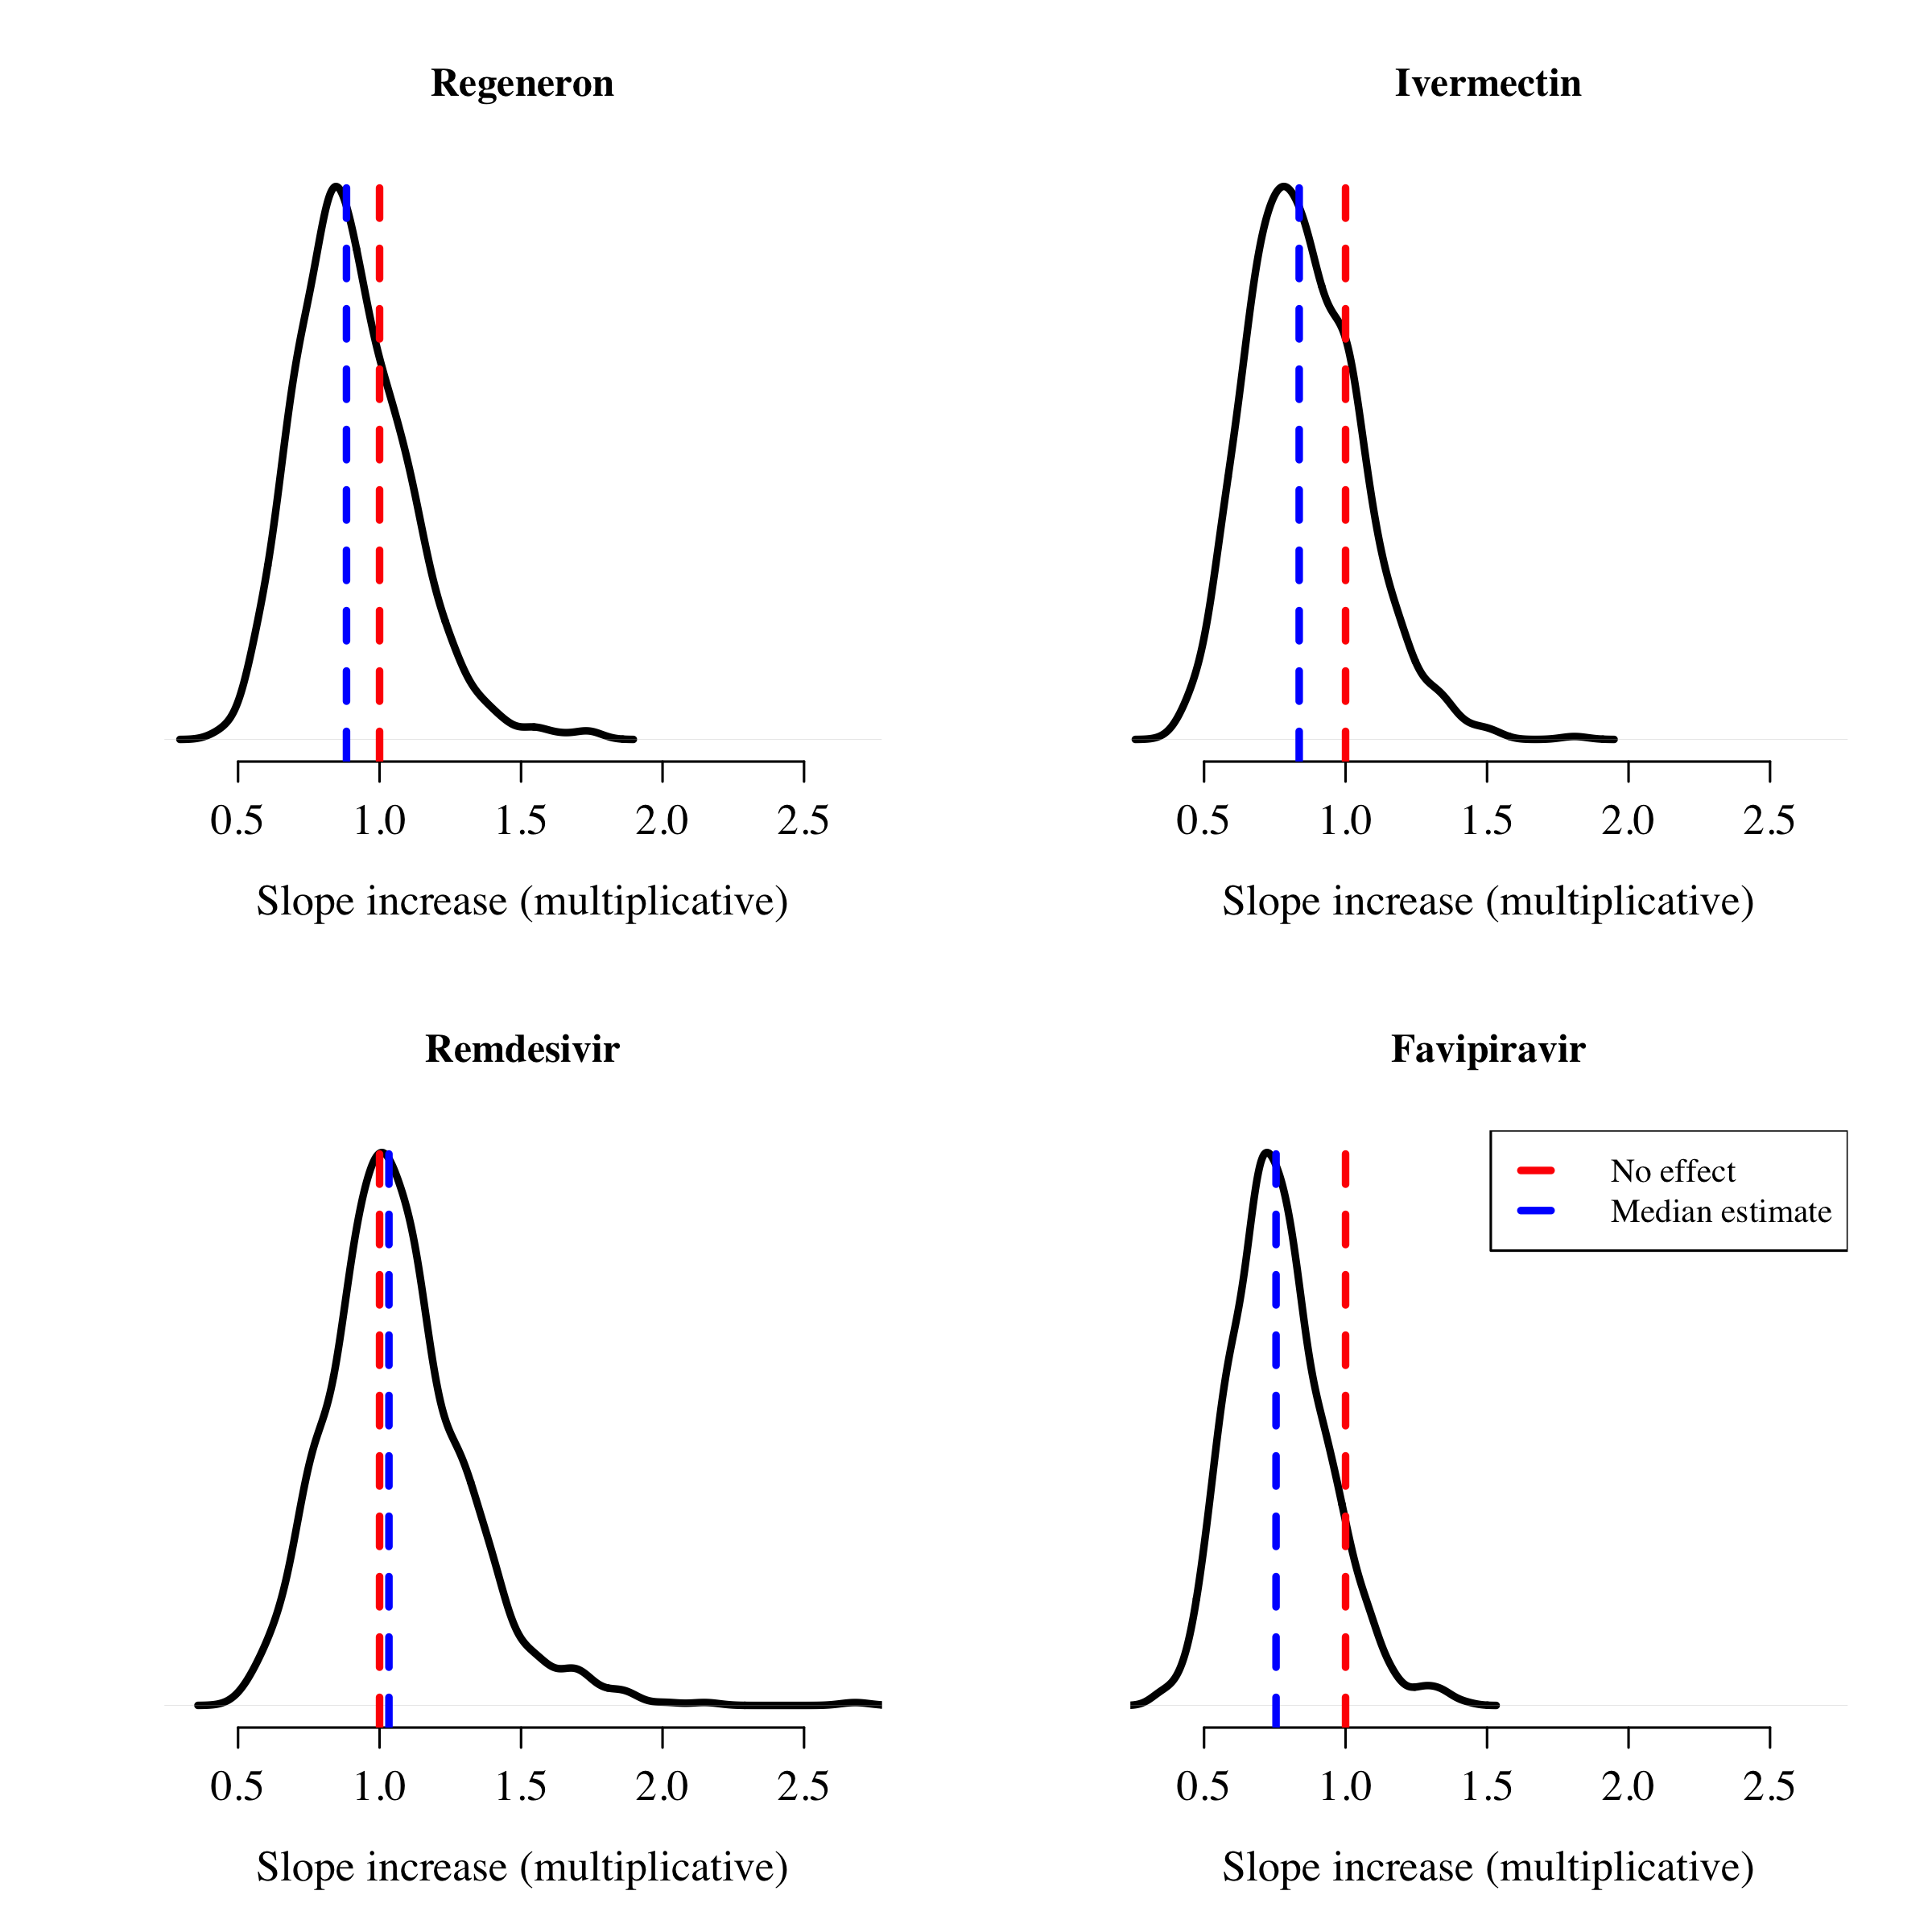 Regeneron
0.5 1.0 1.5 2.0 2.5
Slope increase (multiplicative)
Ivermectin
0.5 1.0 1.5 2.0 2.5
Slope increase (multiplicative)
Remdesivir
0.5 1.0 1.5 2.0 2.5
Slope increase (multiplicative)
Favipiravir
No effect
Median estimate
0.5 1.0 1.5 2.0 2.5
Slope increase (multiplicative)